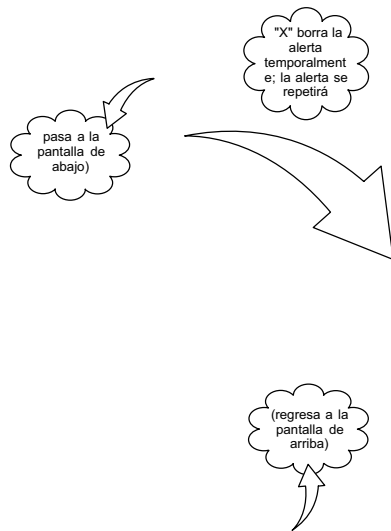 "X" borra la
alerta
temporalment
e; la alerta se
repetirá
pasa a la
pantalla de
abajo)
(regresa a la
pantalla de
arriba)